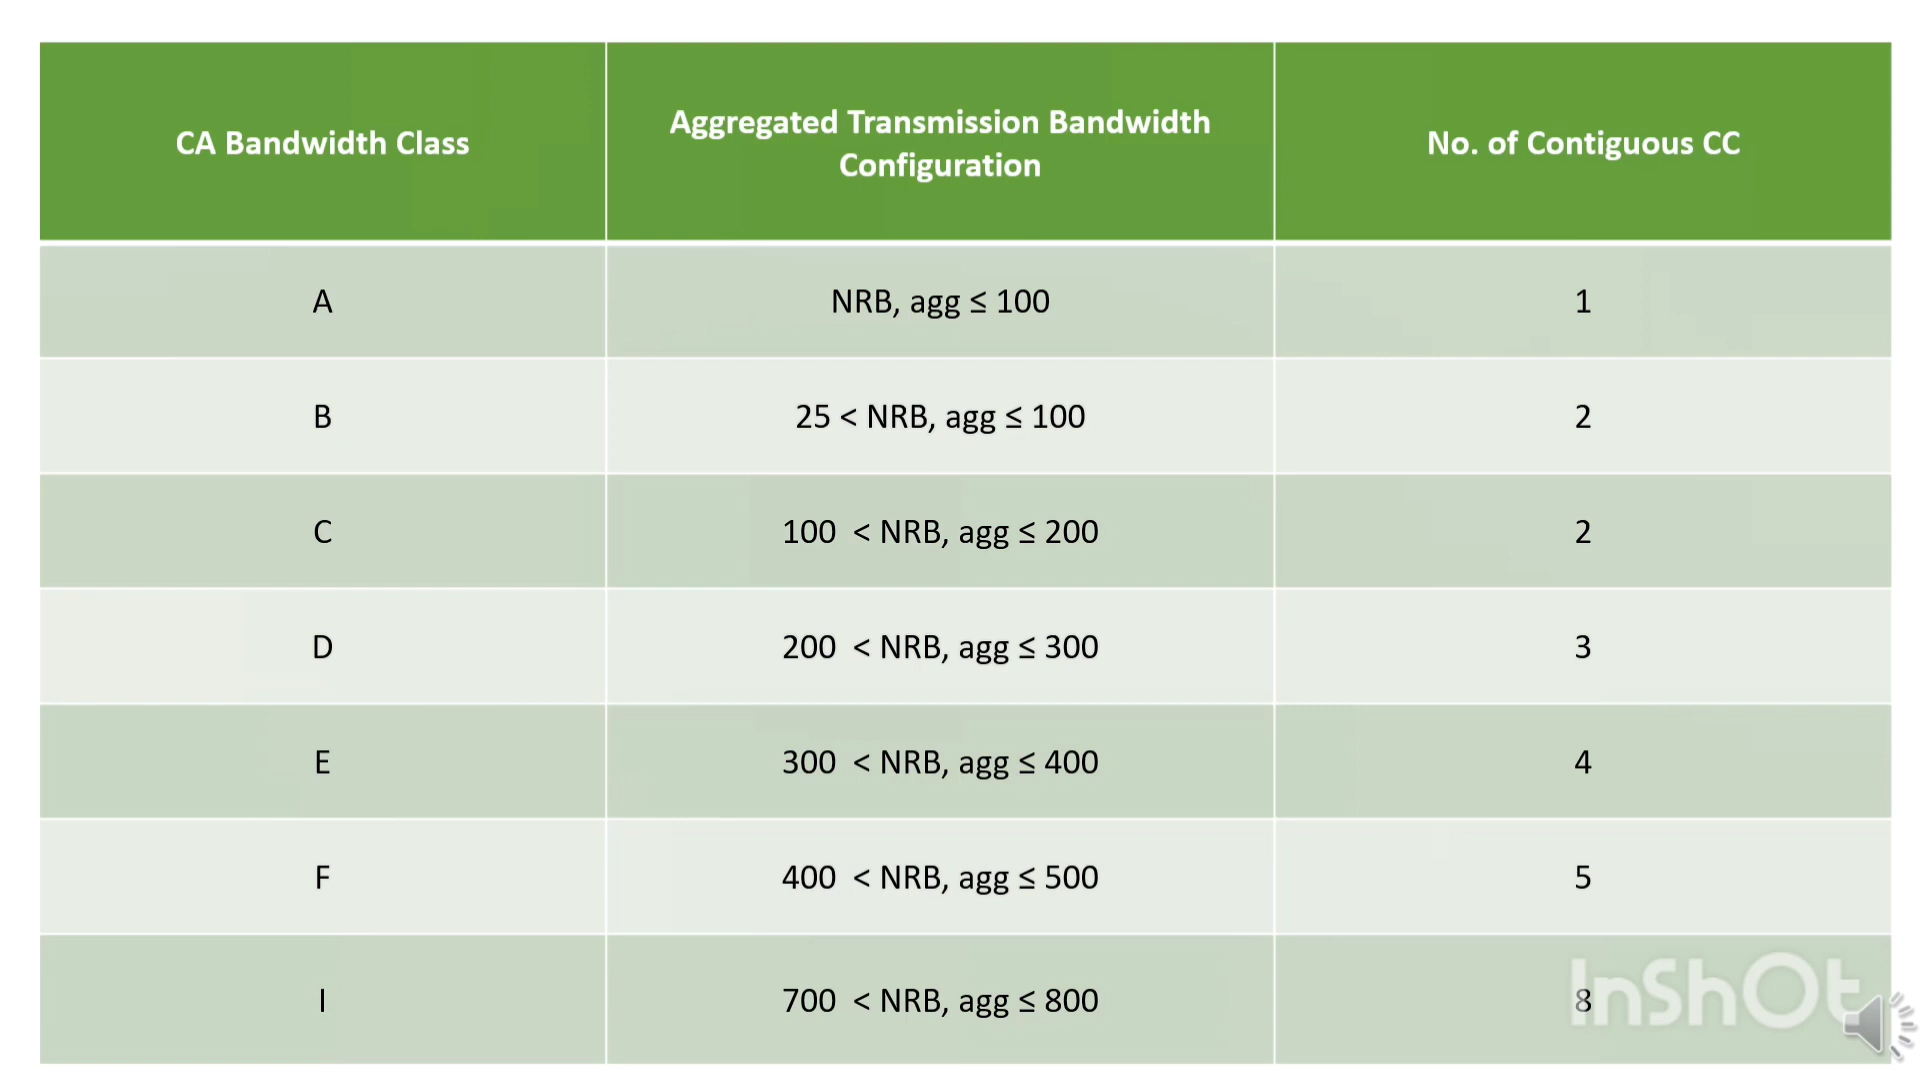 CA Bandwidth Class
Aggregated Transmission Bandwidth
Configuration
No. of Contiguous CC
A
NRB, agg ≤ 100
1
B
25 < NRB, agg ≤ 100
2
C
100 < NRB, agg ≤ 200
2
D
200 < NRB, agg ≤ 300
3
E
300 < NRB, agg ≤ 400
4
F
400 < NRB, agg ≤ 500
5
I
700 < NRB, agg ≤ 800
8
InShOt